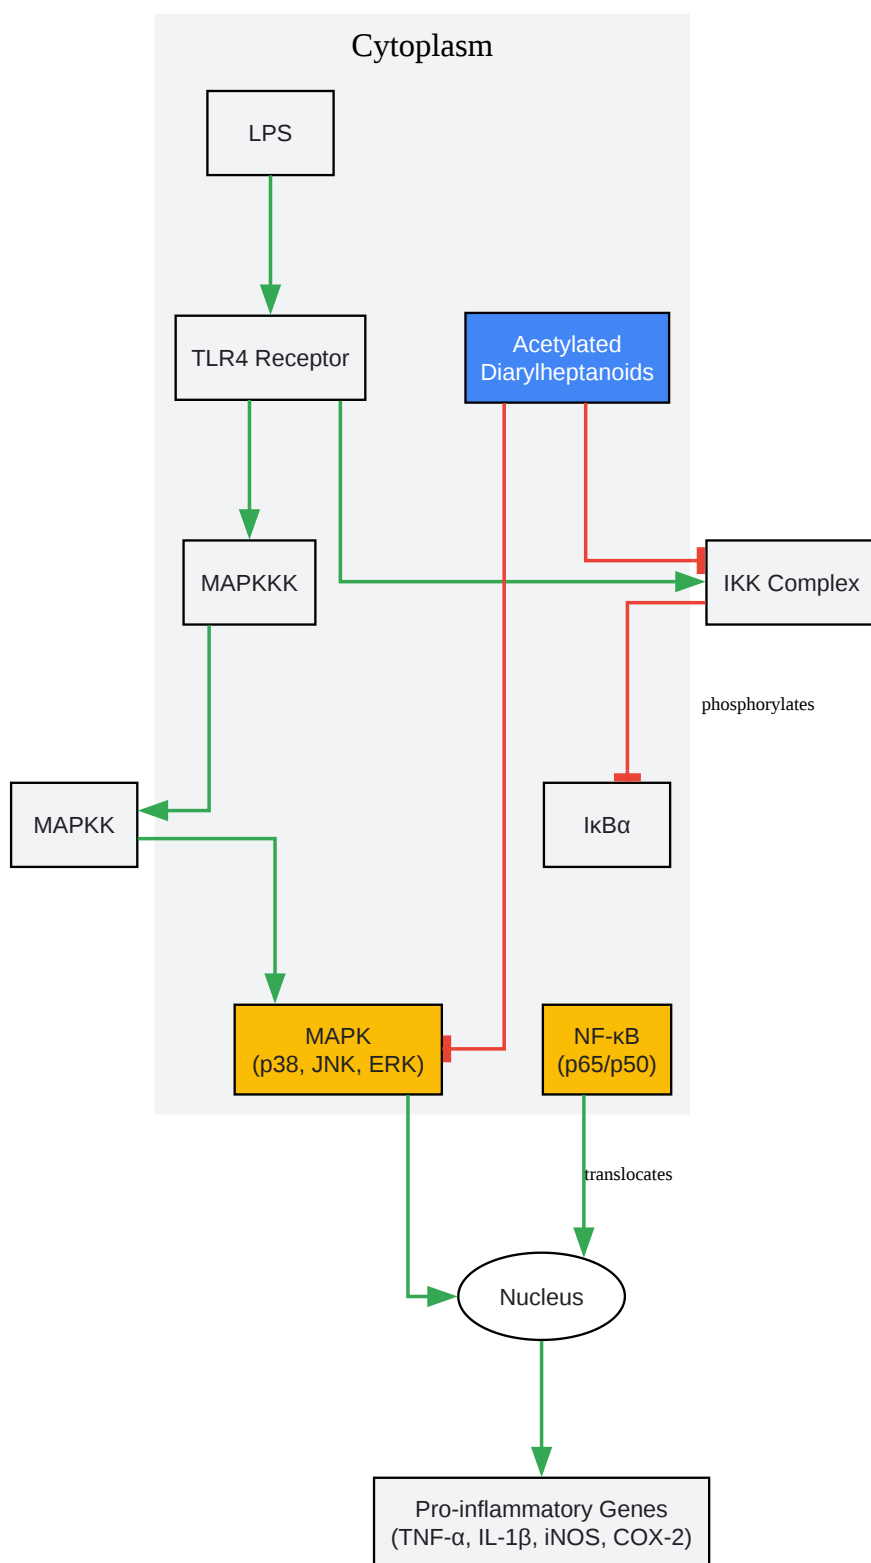 Cytoplasm
LPS
TLR4 Receptor
Acetylated
Diarylheptanoids
MAPKKK
IKK Complex
phosphorylates
MAPKK
IκBα
MAPK
(p38, JNK, ERK)
NF-κB
(p65/p50)
translocates
Nucleus
Pro-inflammatory Genes
(TNF-α, IL-1β, iNOS, COX-2)